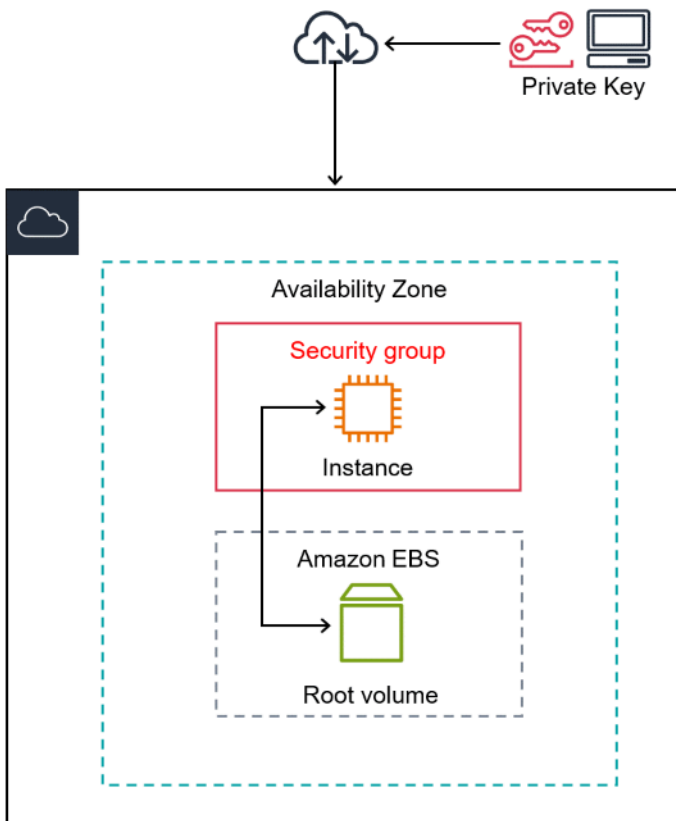 Private Key
Availability Zone
Security group
Instance
Amazon EBS
Root volume